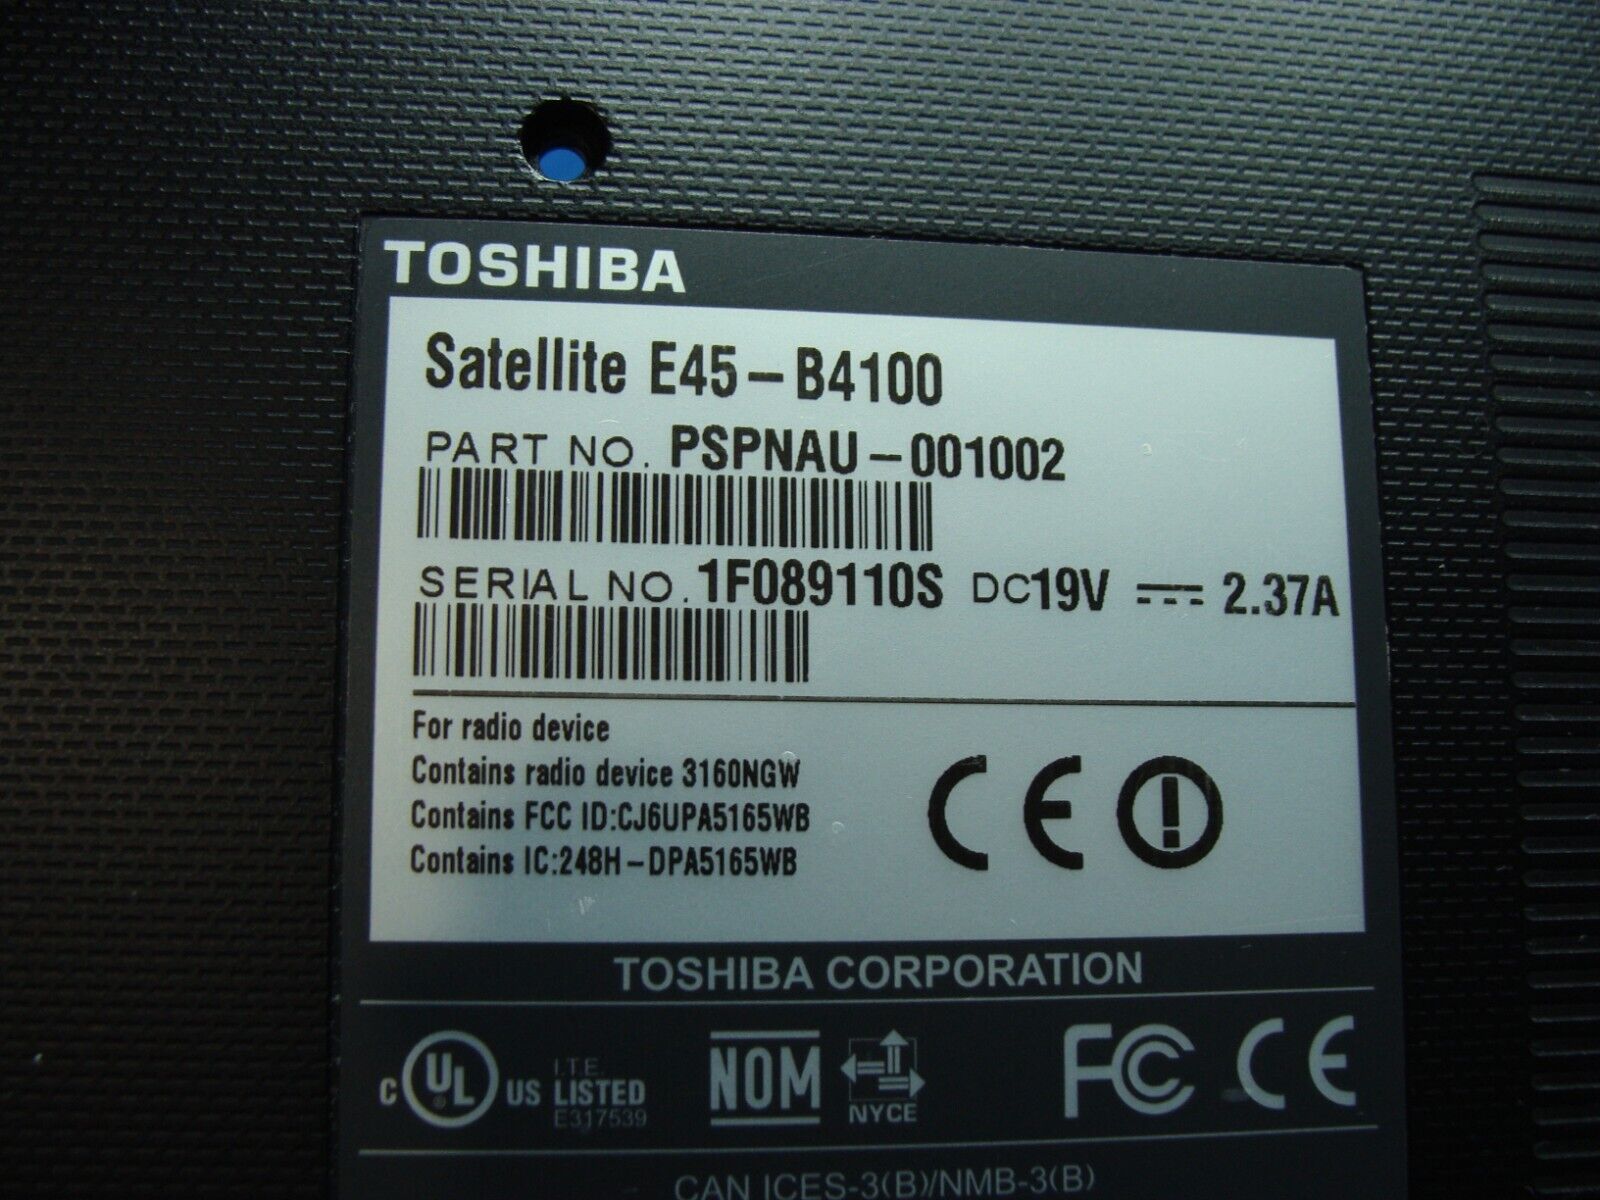 TOSHIBA
Satellite E45-B4100
PART NO. PSPNAU-001002
SERIAL NO. 1F089110S DC19V ⎓ 2.37A
For radio device
Contains radio device 3160NGW
Contains FCC ID:CJ6UPA5165WB
Contains IC:248H-DPA5165WB
CE
TOSHIBA CORPORATION
C UL US I.T.E. LISTED E317539
NOM NYCE FC CE
CAN ICES-3(B)/NMB-3(B)